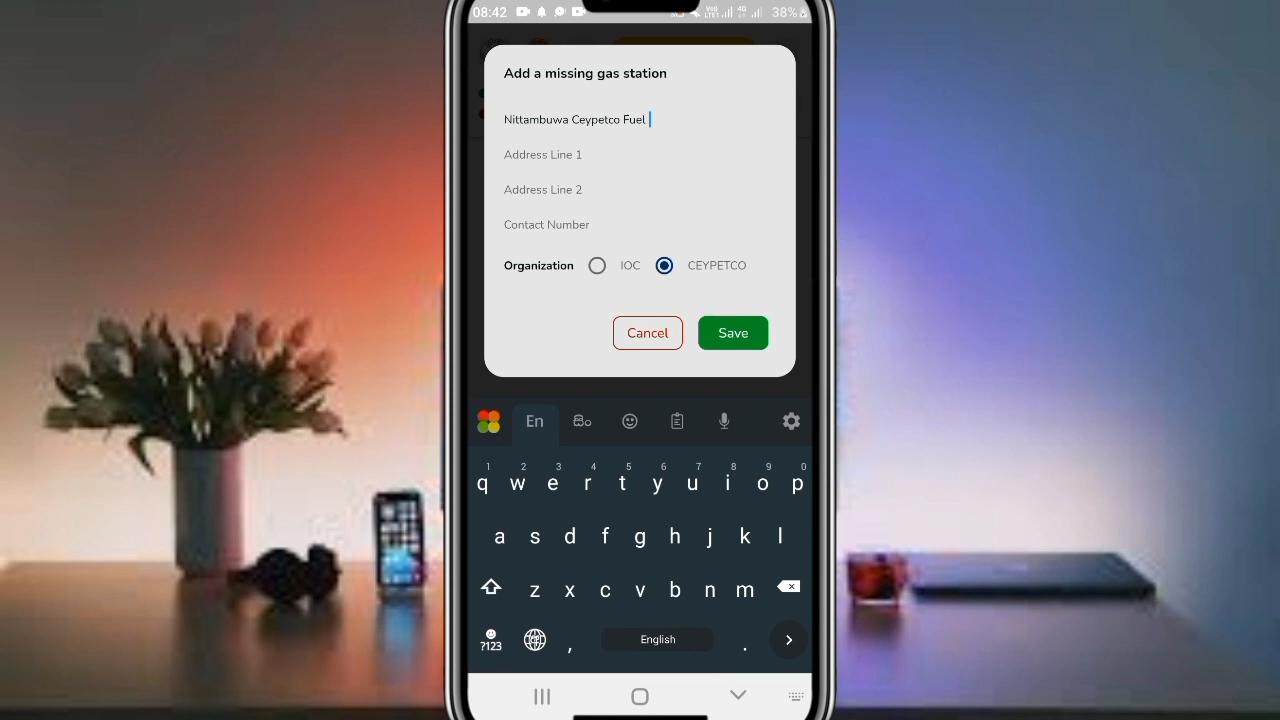 08:42 38%
Add a missing gas station
Nittambuwa Ceypetco Fuel
Address Line 1
Address Line 2
Contact Number
Organization IOC CEYPETCO
Cancel Save
En
1 2 3 4 5 6 7 8 9 0
q w e r t y u i o p
a s d f g h j k l
z x c v b n m
?123 , English .